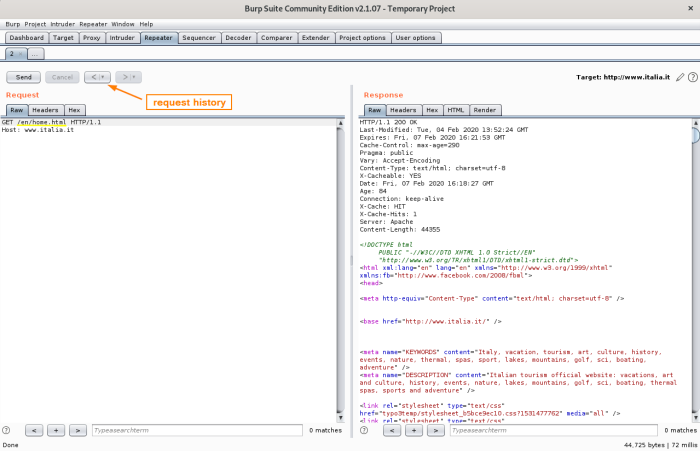 Burp Suite Community Edition v2.1.07 - Temporary Project
Burp Project Intruder Repeater Window Help
Dashboard Target Proxy Intruder Repeater Sequencer Decoder Comparer Extender Project options User options
2 × ...
Send Cancel < | ▾ > | ▾ Target: http://www.italia.it ?
request history
Request
Raw Headers Hex
GET /en/home.html HTTP/1.1
Host: www.italia.it
? < + > Typeasearchterm 0 matches
Response
Raw Headers Hex HTML Render
HTTP/1.1 200 OK
Last-Modified: Tue, 04 Feb 2020 13:52:24 GMT
Expires: Fri, 07 Feb 2020 16:21:53 GMT
Cache-Control: max-age=290
Pragma: public
Vary: Accept-Encoding
Content-Type: text/html; charset=utf-8
X-Cacheable: YES
Date: Fri, 07 Feb 2020 16:18:27 GMT
Age: 84
Connection: keep-alive
X-Cache: HIT
X-Cache-Hits: 1
Server: Apache
Content-Length: 44355
<!DOCTYPE html
PUBLIC "-//W3C//DTD XHTML 1.0 Strict//EN"
"http://www.w3.org/TR/xhtml1/DTD/xhtml1-strict.dtd">
<html xml:lang="en" lang="en" xmlns="http://www.w3.org/1999/xhtml"
xmlns:fb="http://www.facebook.com/2008/fbml">
<head>
<meta http-equiv="Content-Type" content="text/html; charset=utf-8" />
<base href="http://www.italia.it/" />
<meta name="KEYWORDS" content="Italy, vacation, tourism, art, culture, history,
events, nature, thermal, spas, sport, lakes, mountains, golf, sci, boating,
adventure" />
<meta name="DESCRIPTION" content="Italian tourism official website: vacations, art
and culture, history, events, nature, lakes, mountains, golf, sci, boating, thermal
spas, sports and adventure" />
<link rel="stylesheet" type="text/css"
href="typo3temp/stylesheet_b5bce9ec10.css?1531477762" media="all" />
<link rel="stylesheet" type="text/css"
? < + > Typeasearchterm 0 matches
Done 44,725 bytes | 72 millis